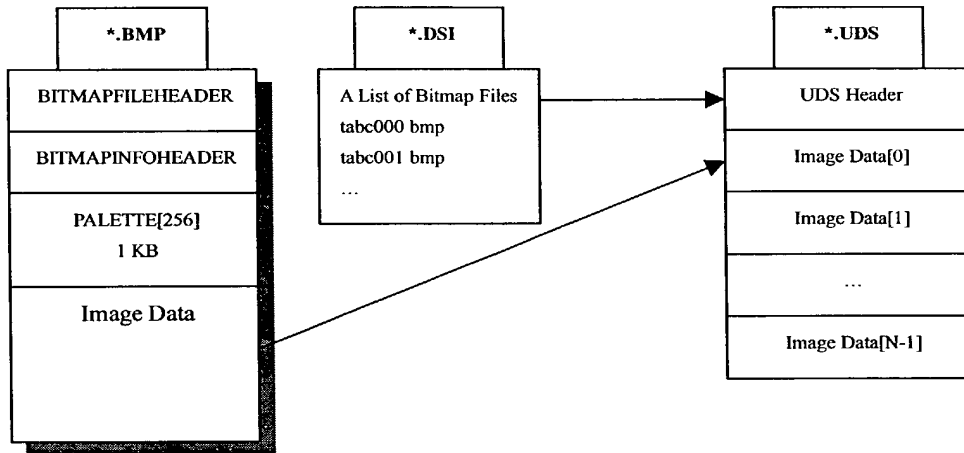 *.BMP
BITMAPFILEHEADER
BITMAPINFOHEADER
PALETTE[256]
1 KB
Image Data
*.DSI
A List of Bitmap Files
tabc000 bmp
tabc001 bmp
...
*.UDS
UDS Header
Image Data[0]
Image Data[1]
...
Image Data[N-1]